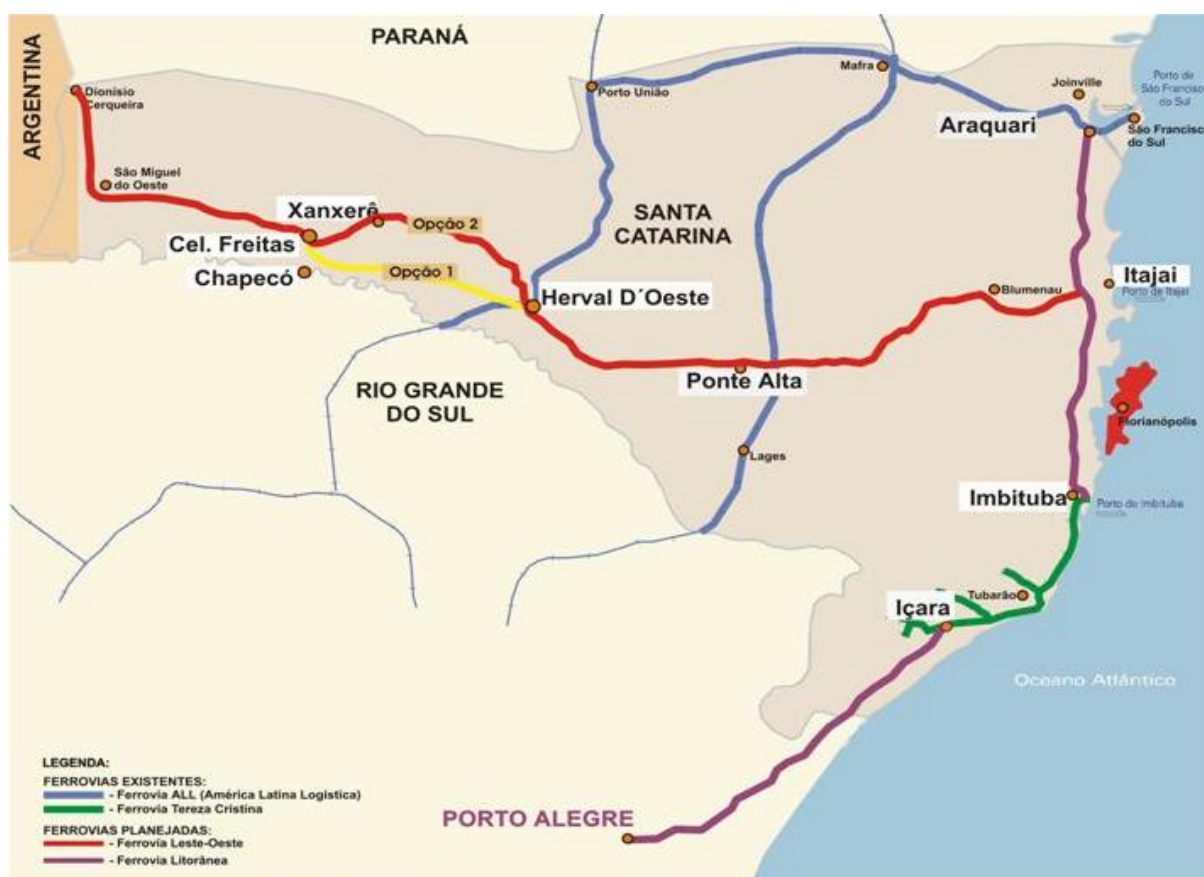 PARANÁ
ARGENTINA
Dionísio
Cerqueira
Porto União
Mafra
Joinville
Porto de
São Francisco
do Sul
Araquari
São Francisco
do Sul
São Miguel
do Oeste
Xanxerê
Opção 2
SANTA
CATARINA
Cel. Freitas
Chapecó
Opção 1
Herval D´Oeste
Blumenau
Itajai
Porto de Itajai
RIO GRANDE
DO SUL
Ponte Alta
Florianópolis
Lages
Imbituba
Porto de Imbituba
Tubarão
Içara
Oceano Atlântico
PORTO ALEGRE
LEGENDA:
FERROVIAS EXISTENTES:
- Ferrovia ALL (América Latina Logistica)
- Ferrovia Tereza Cristina
FERROVIAS PLANEJADAS:
- Ferrovia Leste-Oeste
- Ferrovia Litorânea